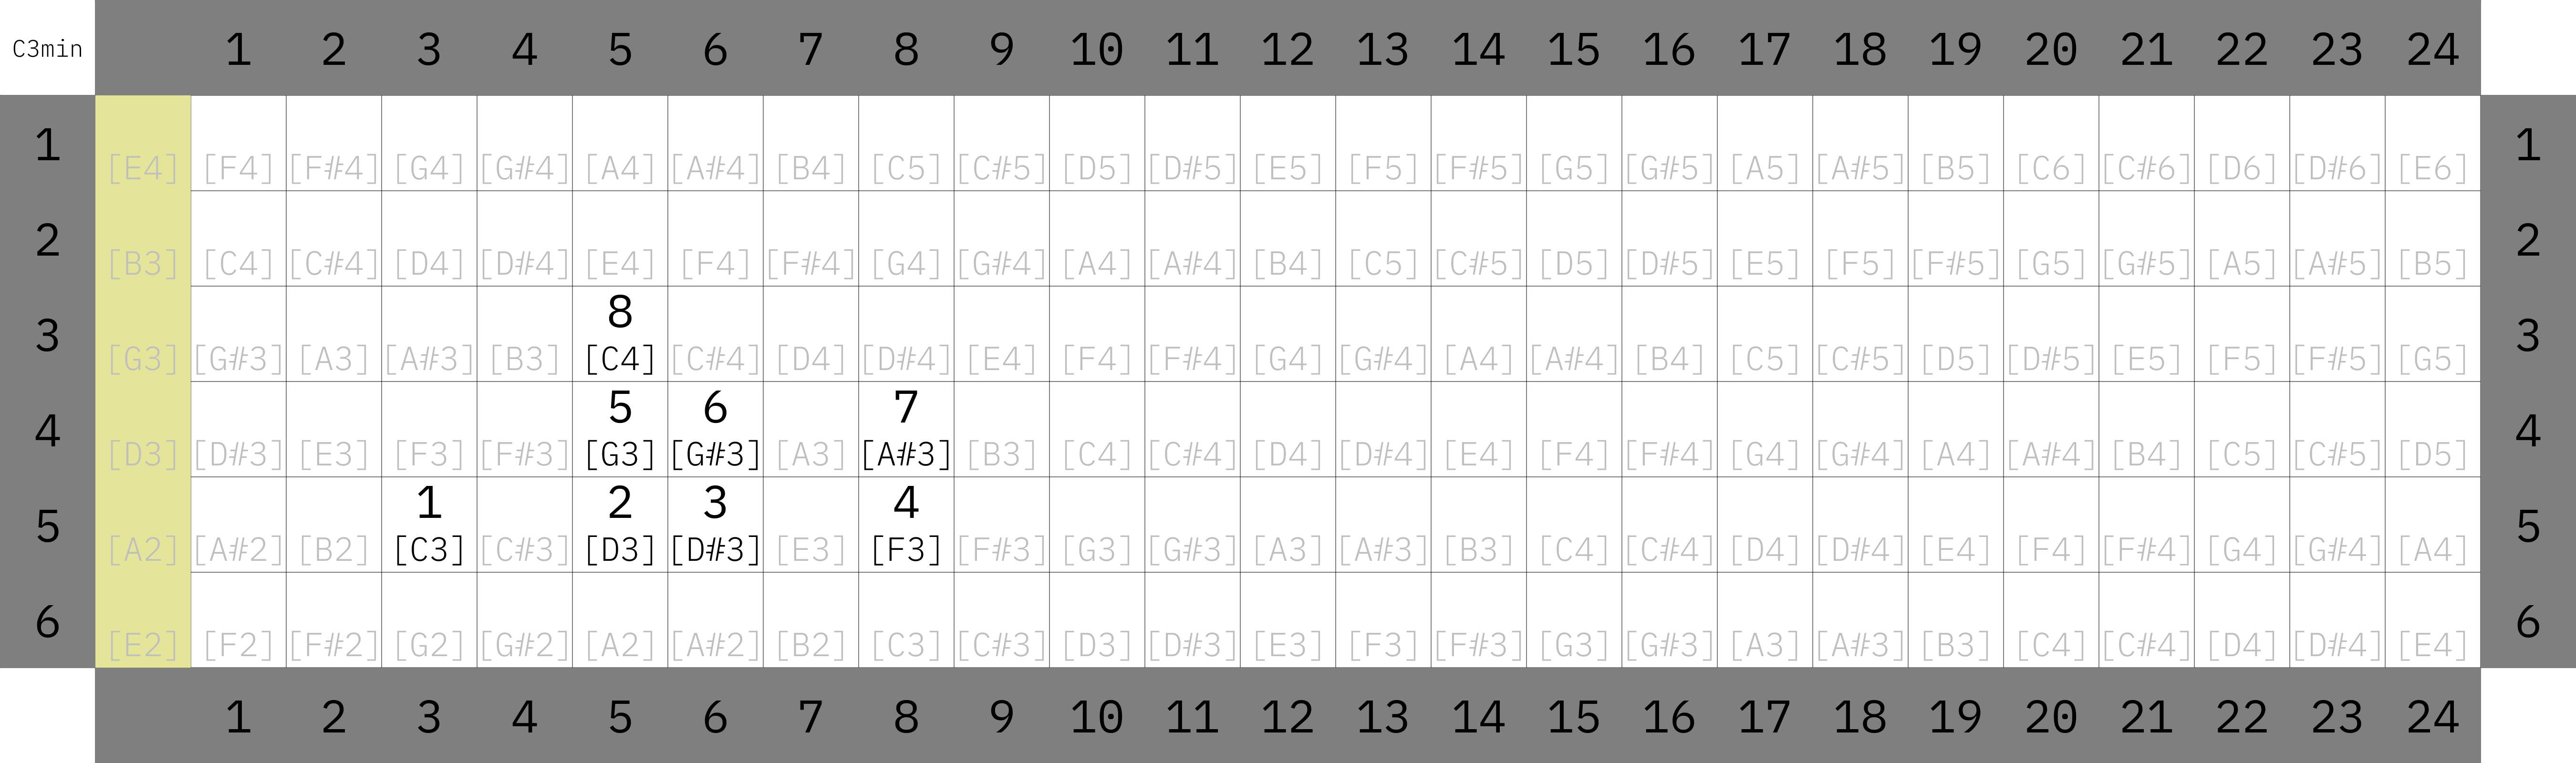 C3min 1 2 3 4 5 6 7 8 9 10 11 12 13 14 15 16 17 18 19 20 21 22 23 24
1 [E4] [F4] [F#4] [G4] [G#4] [A4] [A#4] [B4] [C5] [C#5] [D5] [D#5] [E5] [F5] [F#5] [G5] [G#5] [A5] [A#5] [B5] [C6] [C#6] [D6] [D#6] [E6] 1
2 [B3] [C4] [C#4] [D4] [D#4] [E4] [F4] [F#4] [G4] [G#4] [A4] [A#4] [B4] [C5] [C#5] [D5] [D#5] [E5] [F5] [F#5] [G5] [G#5] [A5] [A#5] [B5] 2
8
3 [G3] [G#3] [A3] [A#3] [B3] [C4] [C#4] [D4] [D#4] [E4] [F4] [F#4] [G4] [G#4] [A4] [A#4] [B4] [C5] [C#5] [D5] [D#5] [E5] [F5] [F#5] [G5] 3
5 6 7
4 [D3] [D#3] [E3] [F3] [F#3] [G3] [G#3] [A3] [A#3] [B3] [C4] [C#4] [D4] [D#4] [E4] [F4] [F#4] [G4] [G#4] [A4] [A#4] [B4] [C5] [C#5] [D5] 4
1 2 3 4
5 [A2] [A#2] [B2] [C3] [C#3] [D3] [D#3] [E3] [F3] [F#3] [G3] [G#3] [A3] [A#3] [B3] [C4] [C#4] [D4] [D#4] [E4] [F4] [F#4] [G4] [G#4] [A4] 5
6 [E2] [F2] [F#2] [G2] [G#2] [A2] [A#2] [B2] [C3] [C#3] [D3] [D#3] [E3] [F3] [F#3] [G3] [G#3] [A3] [A#3] [B3] [C4] [C#4] [D4] [D#4] [E4] 6
1 2 3 4 5 6 7 8 9 10 11 12 13 14 15 16 17 18 19 20 21 22 23 24